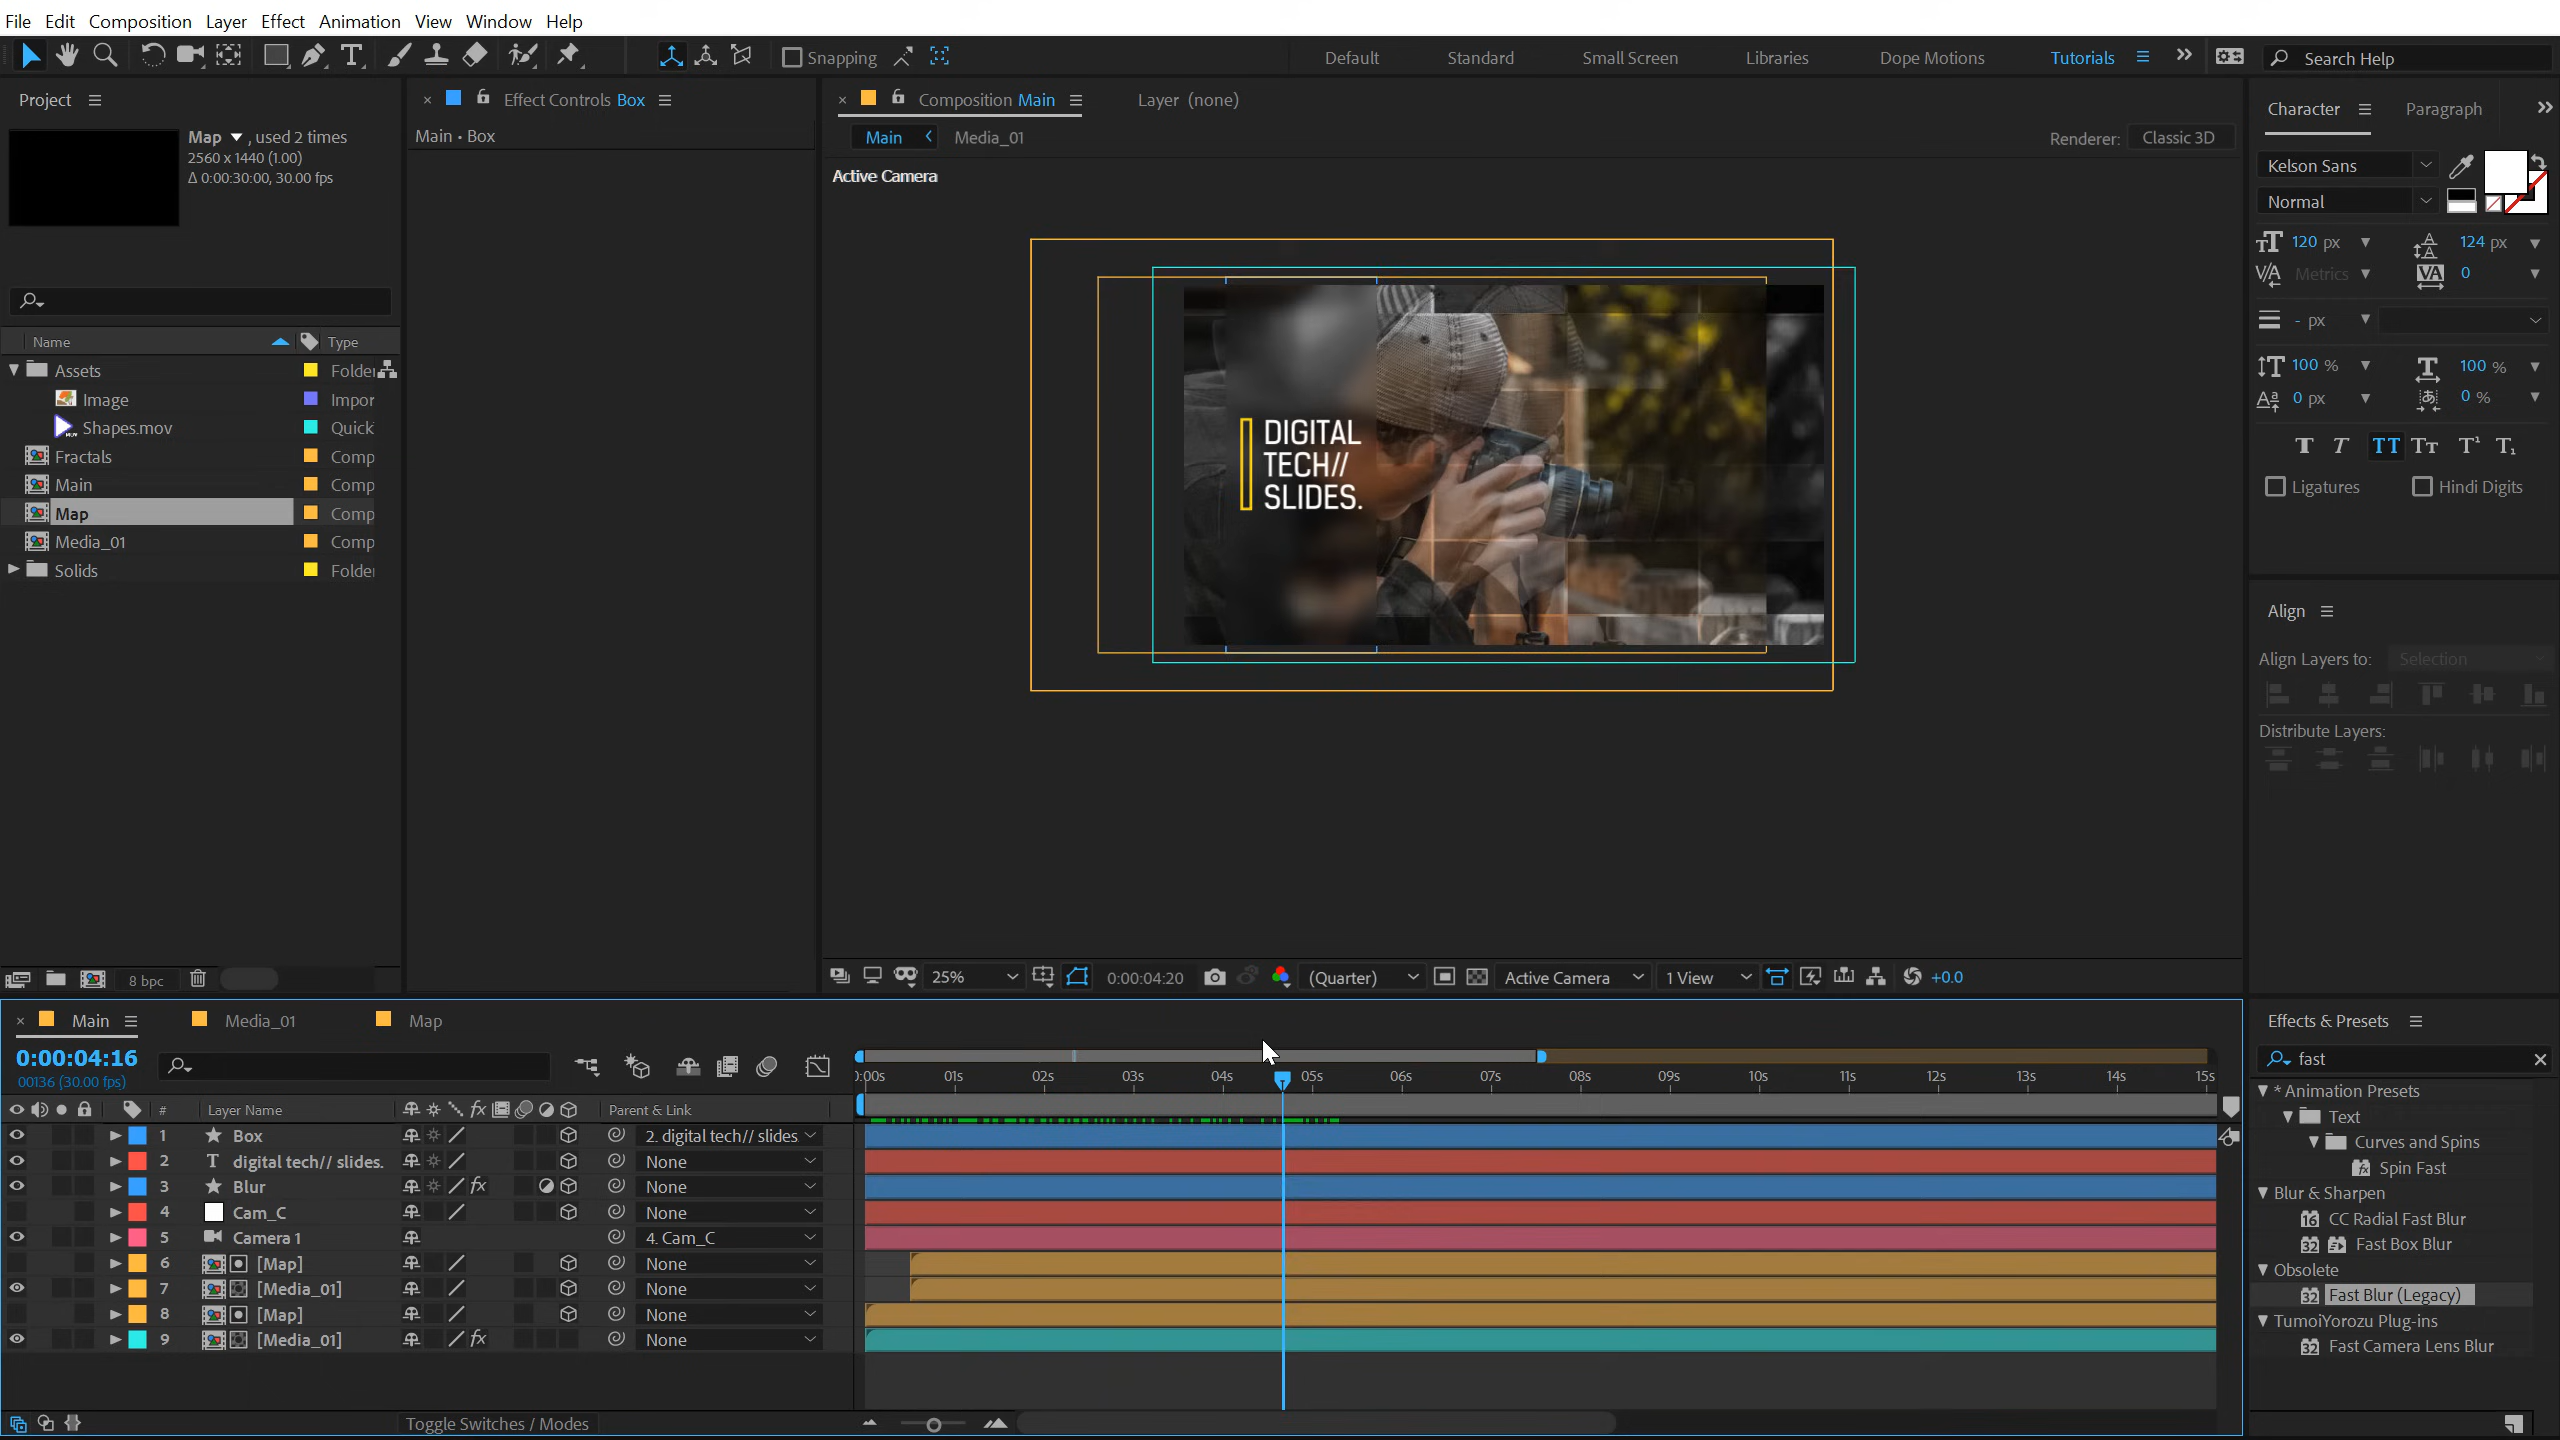 File Edit Composition Layer Effect Animation View Window Help
Snapping Default Standard Small Screen Libraries Dope Motions Tutorials Search Help
Project
Map , used 2 times
2560 x 1440 (1.00)
Δ 0:00:30:00, 30.00 fps
Name Type
Assets Folder
Image Impor
Shapes.mov Quick
Fractals Comp
Main Comp
Map Comp
Media_01 Comp
Solids Folder
8 bpc
Effect Controls Box
Main • Box
Composition Main
Layer (none)
Main Media_01
Renderer: Classic 3D
Active Camera
DIGITAL
TECH//
SLIDES.
25% 0:00:04:20 (Quarter) Active Camera 1 View +0.0
Character Paragraph
Kelson Sans
Normal
120 px 124 px
Metrics 0
- px
100 % 100 %
0 px 0 %
Ligatures Hindi Digits
Align
Align Layers to: Selection
Distribute Layers:
Main Media_01 Map
0:00:04:16
00136 (30.00 fps)
# Layer Name Parent & Link
1 Box 2. digital tech// slides
2 digital tech// slides. None
3 Blur None
4 Cam_C None
5 Camera 1 4. Cam_C
6 [Map] None
7 [Media_01] None
8 [Map] None
9 [Media_01] None
Toggle Switches / Modes
):00s 01s 02s 03s 04s 05s 06s 07s 08s 09s 10s 11s 12s 13s 14s 15s
Effects & Presets
fast
* Animation Presets
Text
Curves and Spins
Spin Fast
Blur & Sharpen
CC Radial Fast Blur
Fast Box Blur
Obsolete
Fast Blur (Legacy)
TumoiYorozu Plug-ins
Fast Camera Lens Blur